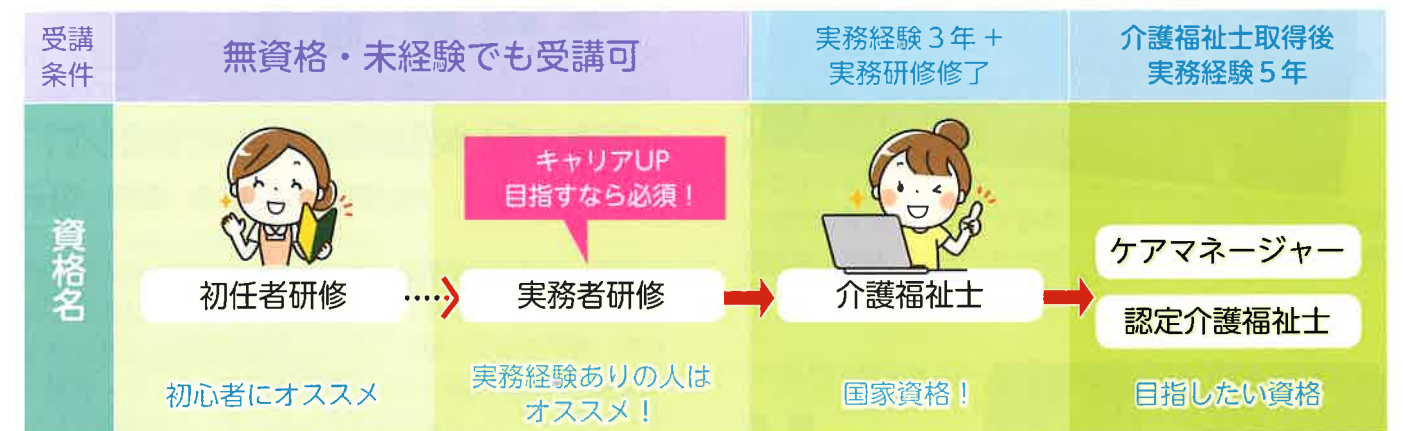 受講
条件
無資格・未経験でも受講可
実務経験3年+
実務研修修了
介護福祉士取得後
実務経験5年
資格名
キャリアUP
目指すなら必須!
初任者研修
実務者研修
介護福祉士
ケアマネージャー
認定介護福祉士
初心者にオススメ
実務経験ありの人は
オススメ!
国家資格!
目指したい資格